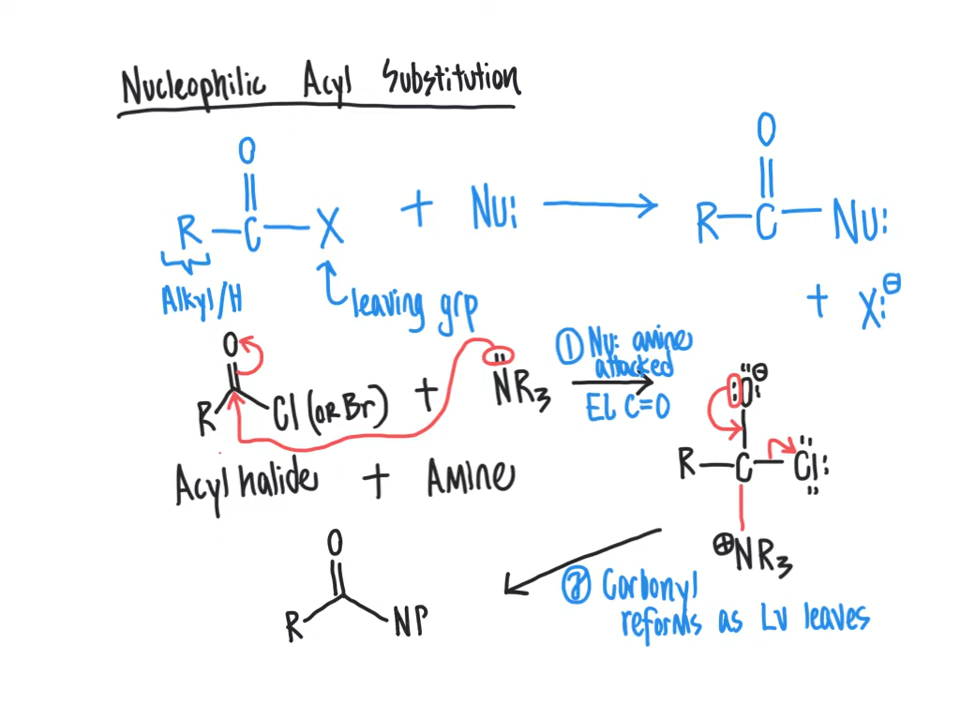 Nucleophilic Acyl Substitution
O
R-C-X + Nu: → R-C-Nu:
O
Alkyl/H
leaving grp
+ X:⊖
O
R Cl (OR Br) + NR₃
① Nu: amine
attacked
EL C=O
:O:⊖
R-C-Cl:
⊕NR₃
Acyl halide + Amine
② Carbonyl
reforms as LV leaves
O
R NP